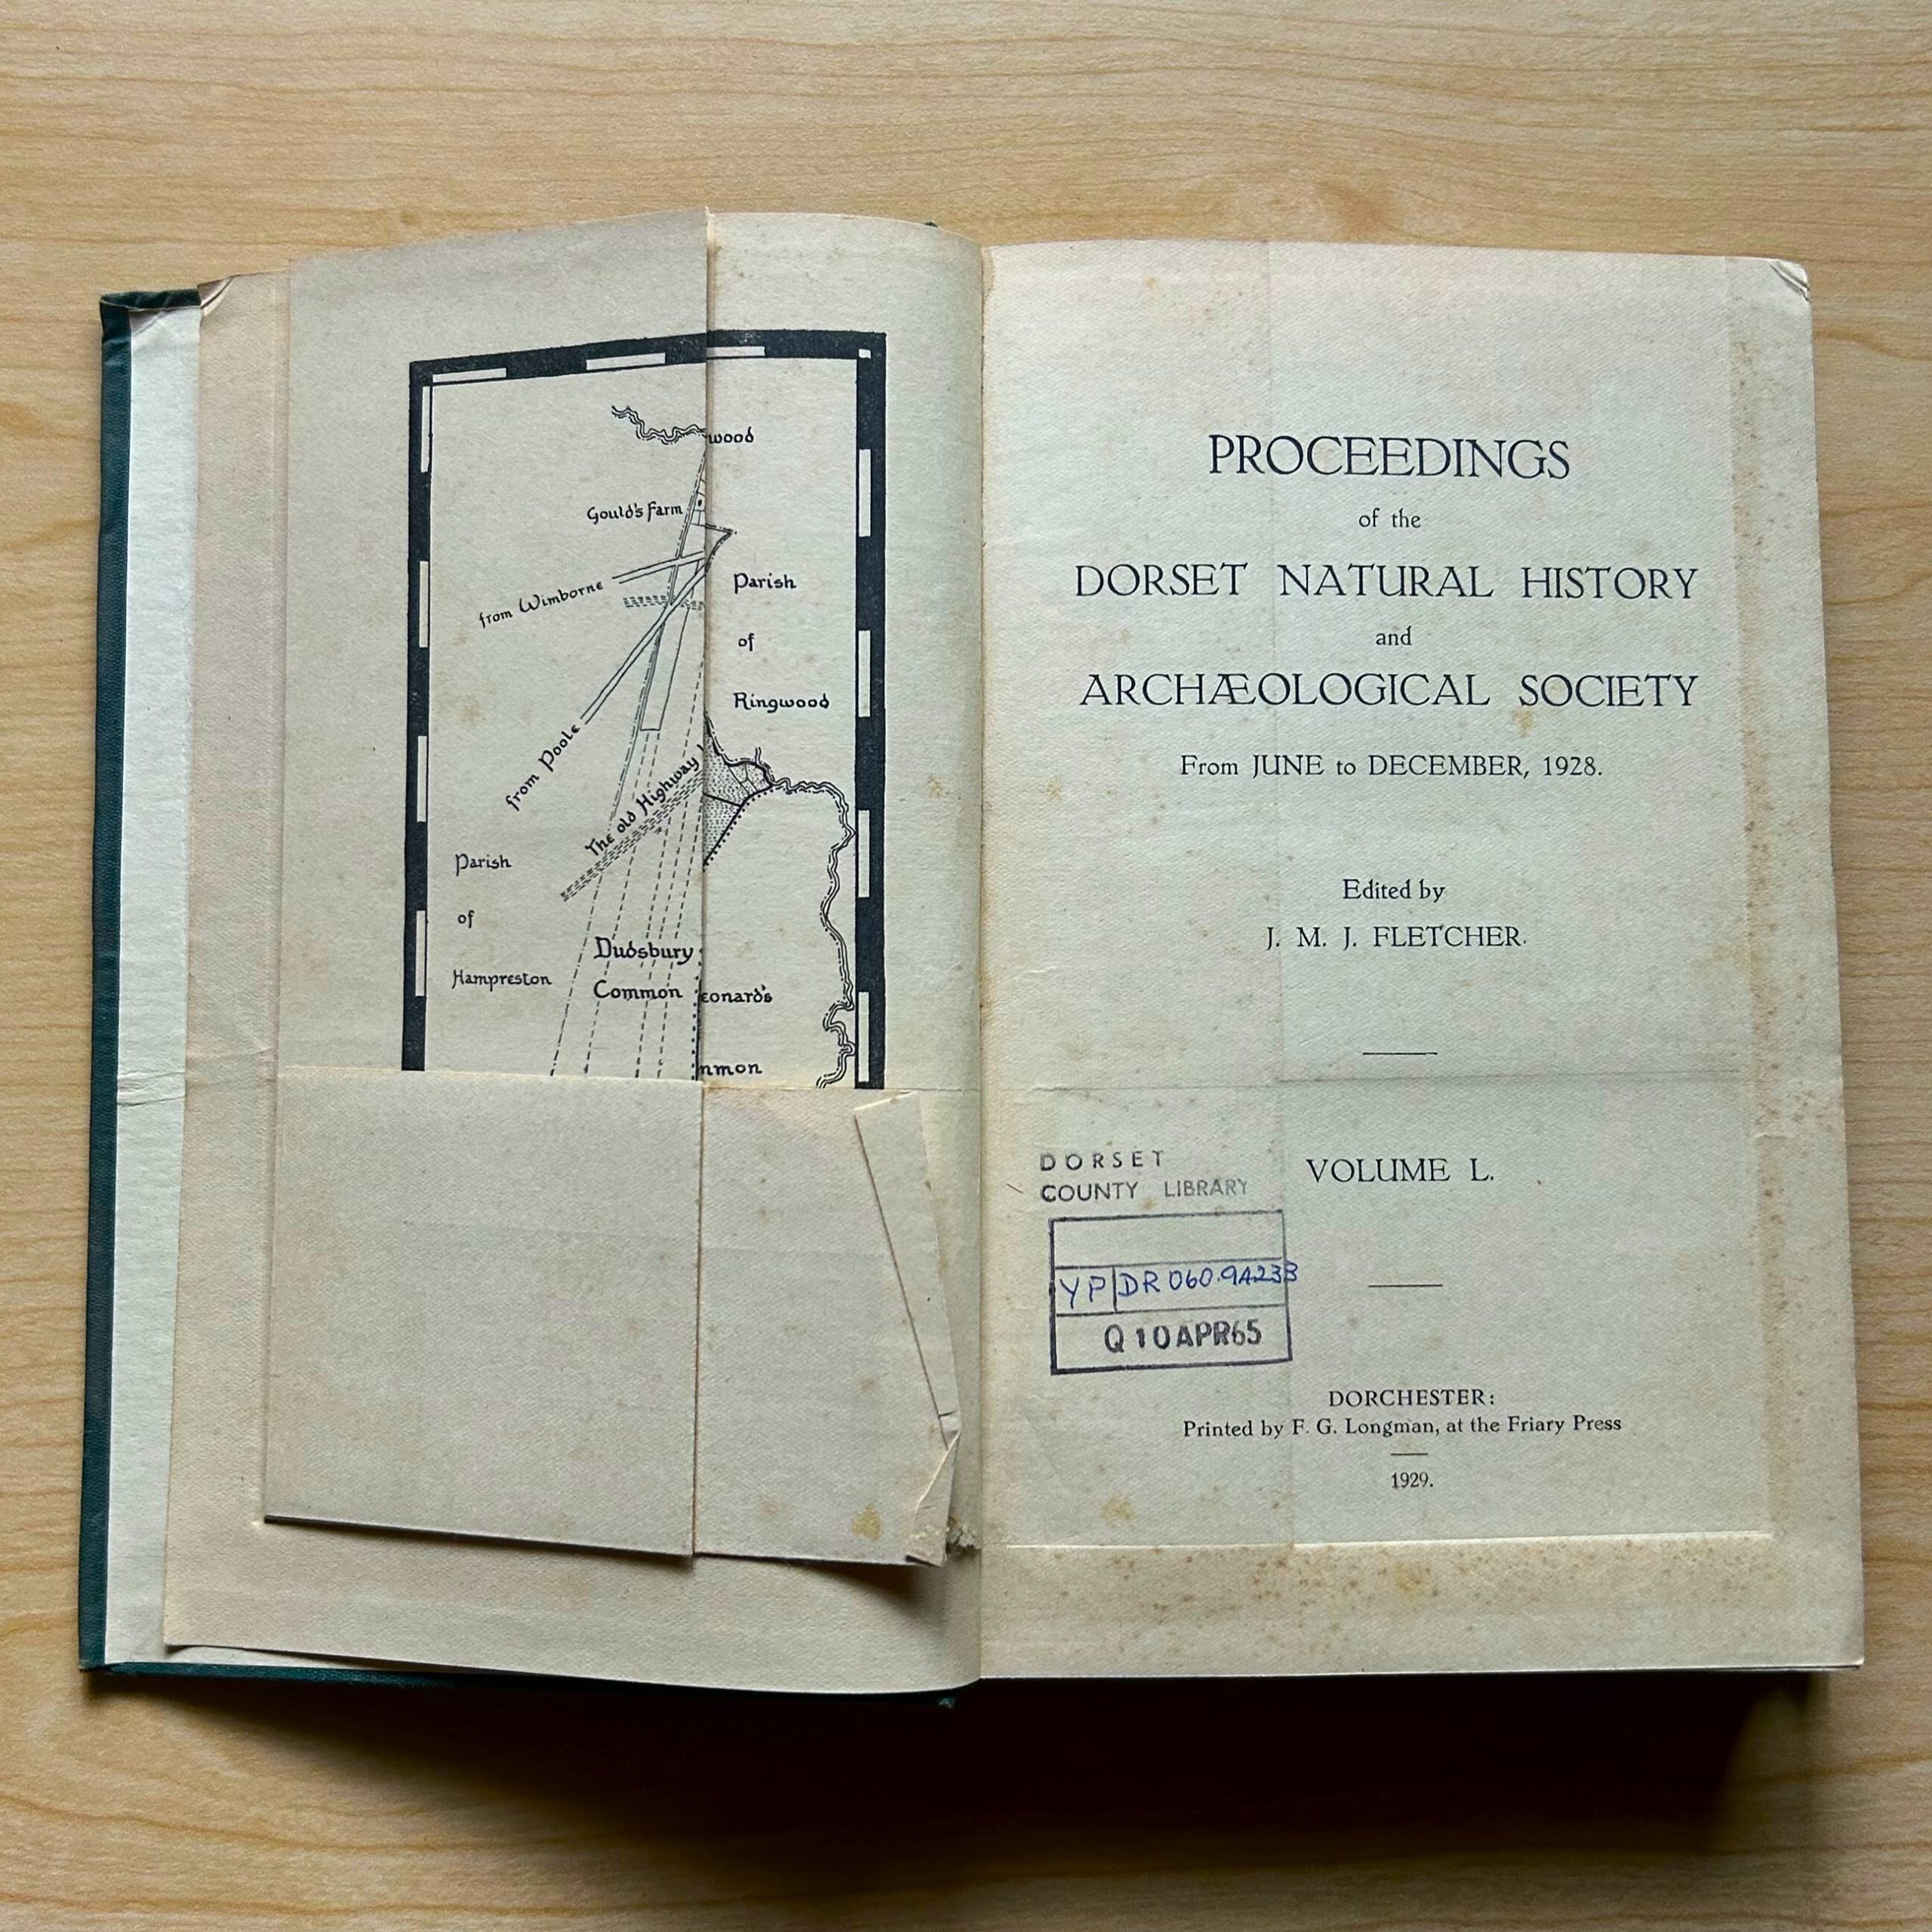 wood
Gould's Farm
from Wimborne
Parish
of
Ringwood
from Poole
The old Highway
Parish
of
Hampreston
Dudsbury
Common
eonard's
mmon
PROCEEDINGS
of the
DORSET NATURAL HISTORY
and
ARCHÆOLOGICAL SOCIETY
From JUNE to DECEMBER, 1928.
Edited by
J. M. J. FLETCHER.
VOLUME L.
DORSET
COUNTY LIBRARY
YP DR 060.9A233
Q 10 APR 65
DORCHESTER:
Printed by F. G. Longman, at the Friary Press
1929.